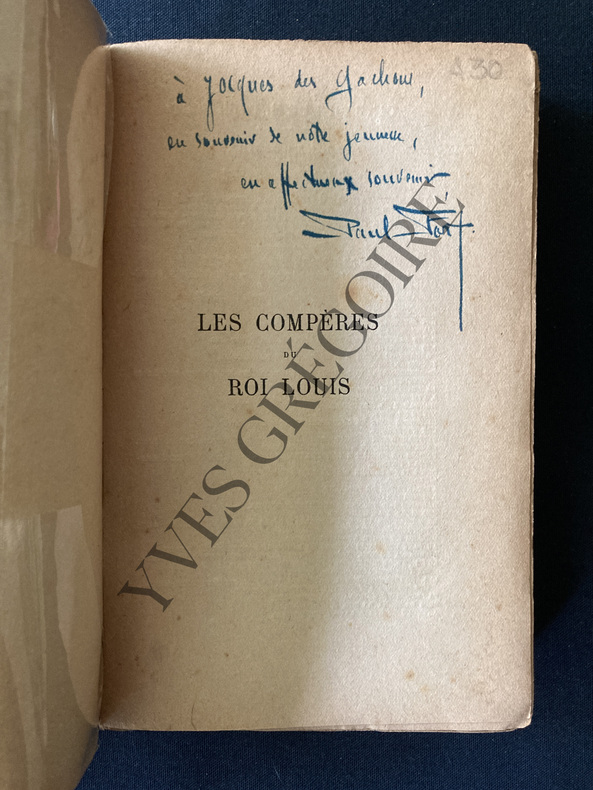 à Jacques des Gachons,
en souvenir de notre jeunesse,
en affectueux souvenir
Paul Fort.
A30
LES COMPÈRES
DU
ROI LOUIS
YVES GRÉGOIRE